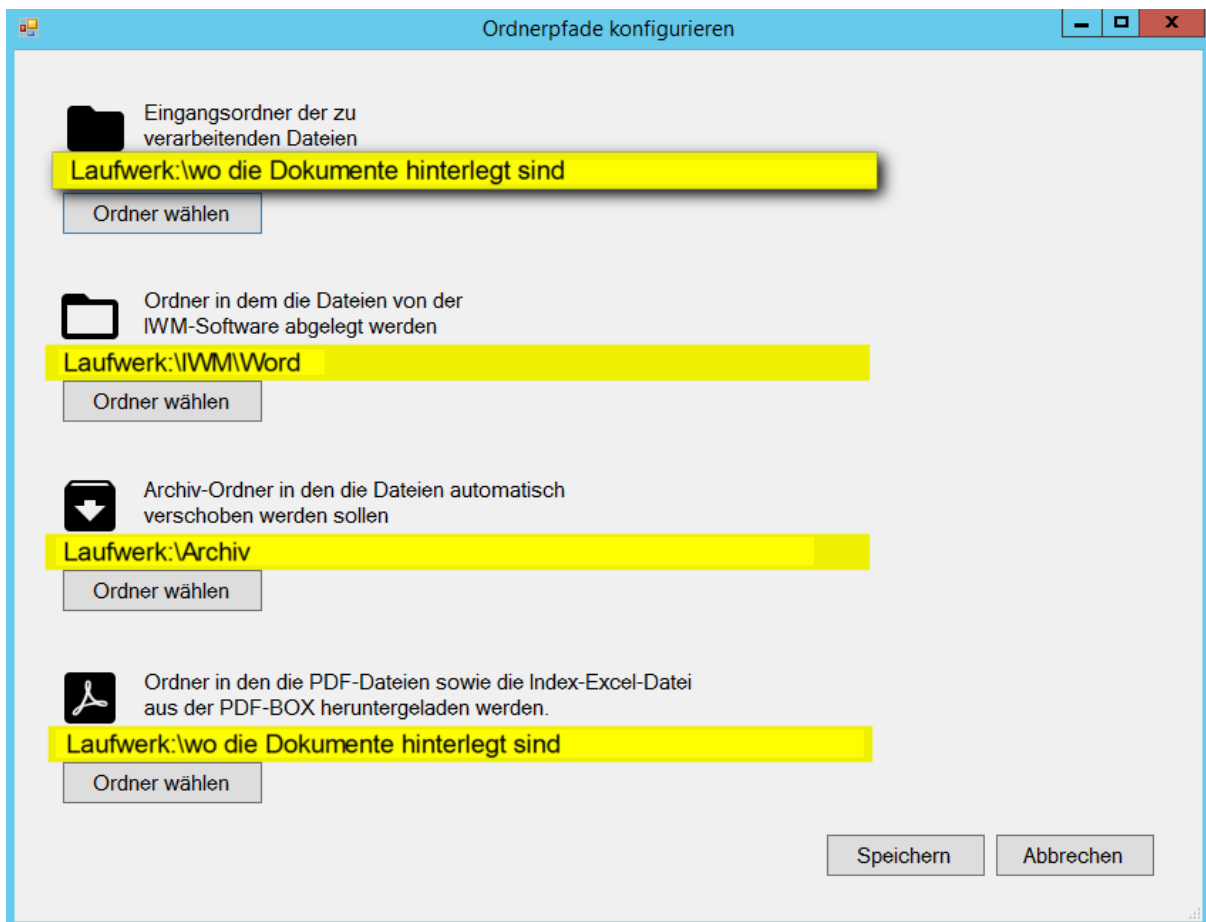 Ordnerpfade konfigurieren
Eingangsordner der zu
verarbeitenden Dateien
Laufwerk:\wo die Dokumente hinterlegt sind
Ordner wählen
Ordner in dem die Dateien von der
IWM-Software abgelegt werden
Laufwerk:\IWM\Word
Ordner wählen
Archiv-Ordner in den die Dateien automatisch
verschoben werden sollen
Laufwerk:\Archiv
Ordner wählen
Ordner in den die PDF-Dateien sowie die Index-Excel-Datei
aus der PDF-BOX heruntergeladen werden.
Laufwerk:\wo die Dokumente hinterlegt sind
Ordner wählen
Speichern Abbrechen